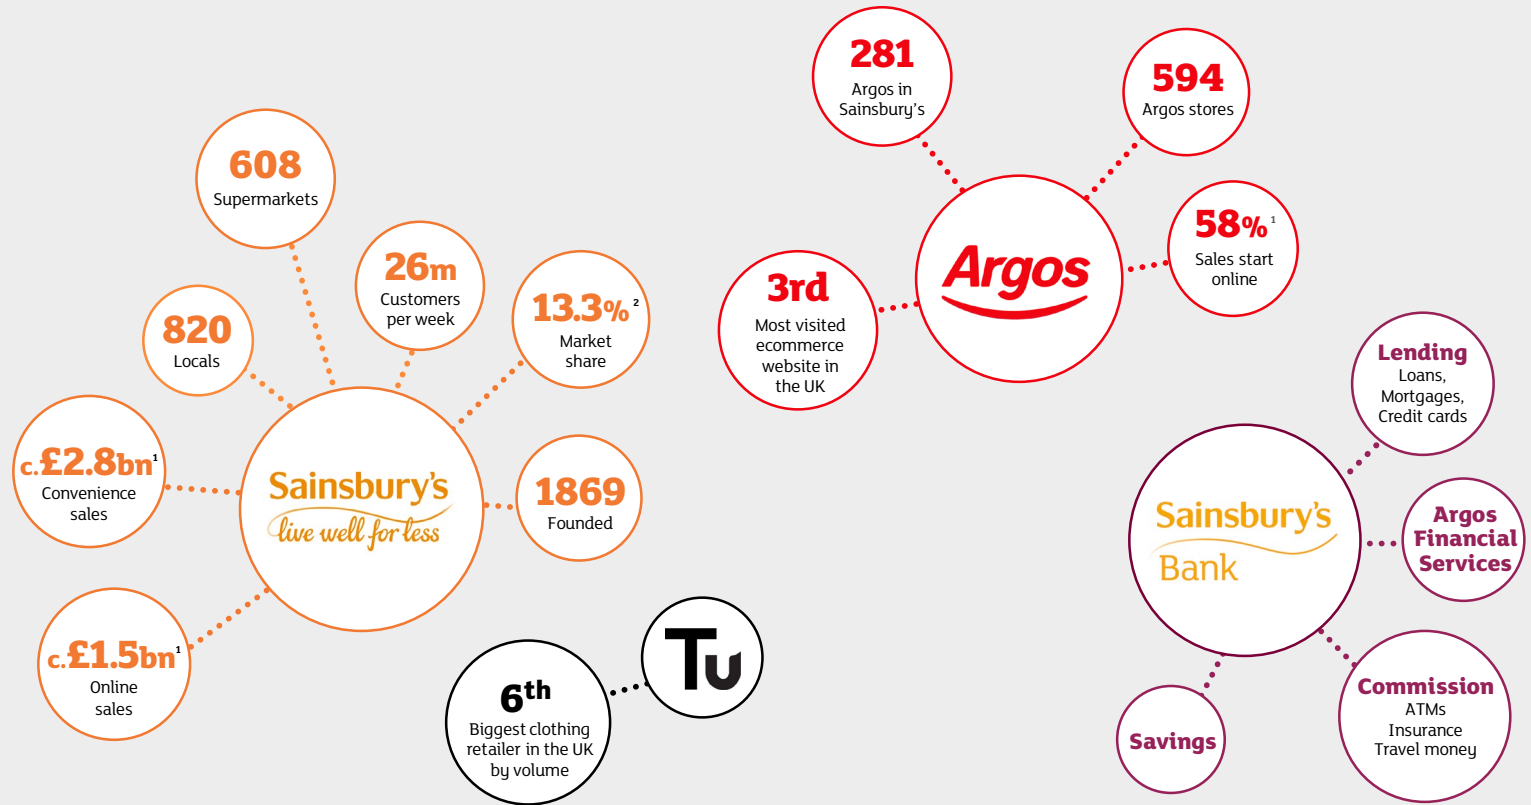 608
Supermarkets
26m
Customers
per week
820
Locals
13.3%²
Market
share
c.£2.8bn¹
Convenience
sales
1869
Founded
c.£1.5bn¹
Online
sales
Sainsbury's
live well for less
281
Argos in
Sainsbury's
594
Argos stores
58%¹
Sales start
online
3rd
Most visited
ecommerce
website in
the UK
Argos
6th
Biggest clothing
retailer in the UK
by volume
Tu
Lending
Loans,
Mortgages,
Credit cards
Argos
Financial
Services
Sainsbury's
Bank
Commission
ATMs
Insurance
Travel money
Savings